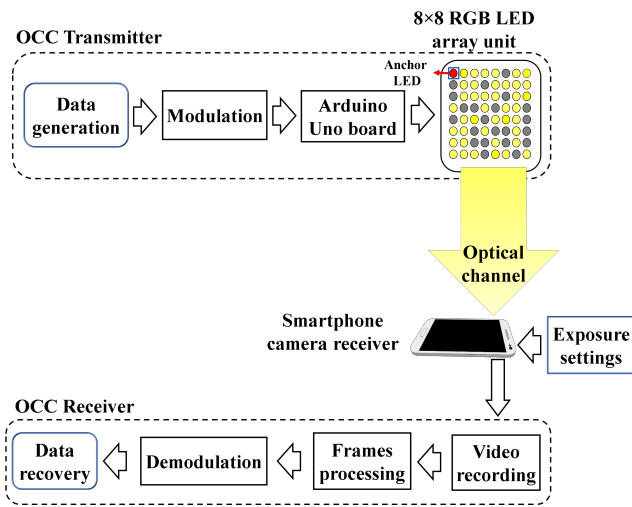 8×8 RGB LED
array unit
OCC Transmitter
Anchor
LED
Data
generation
Modulation
Arduino
Uno board
Optical
channel
Smartphone
camera receiver
Exposure
settings
OCC Receiver
Data
recovery
Demodulation
Frames
processing
Video
recording